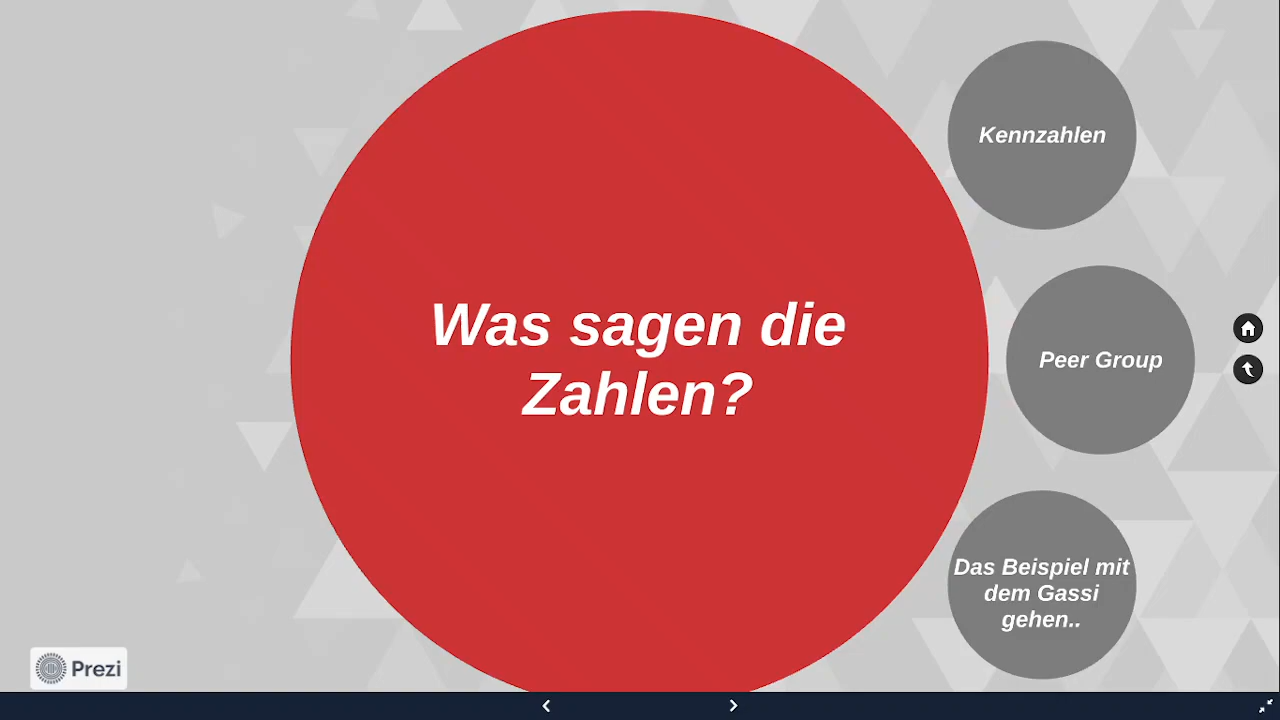 Was sagen die
Zahlen?
Kennzahlen
Peer Group
Das Beispiel mit
dem Gassi
gehen..
Prezi